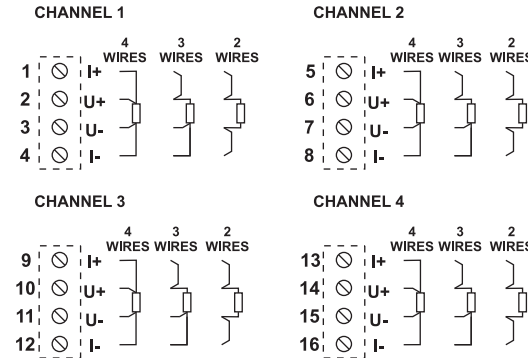 CHANNEL 1
4 WIRES 3 WIRES 2 WIRES
1 I+
2 U+
3 U-
4 I-
CHANNEL 2
4 WIRES 3 WIRES 2 WIRES
5 I+
6 U+
7 U-
8 I-
CHANNEL 3
4 WIRES 3 WIRES 2 WIRES
9 I+
10 U+
11 U-
12 I-
CHANNEL 4
4 WIRES 3 WIRES 2 WIRES
13 I+
14 U+
15 U-
16 I-